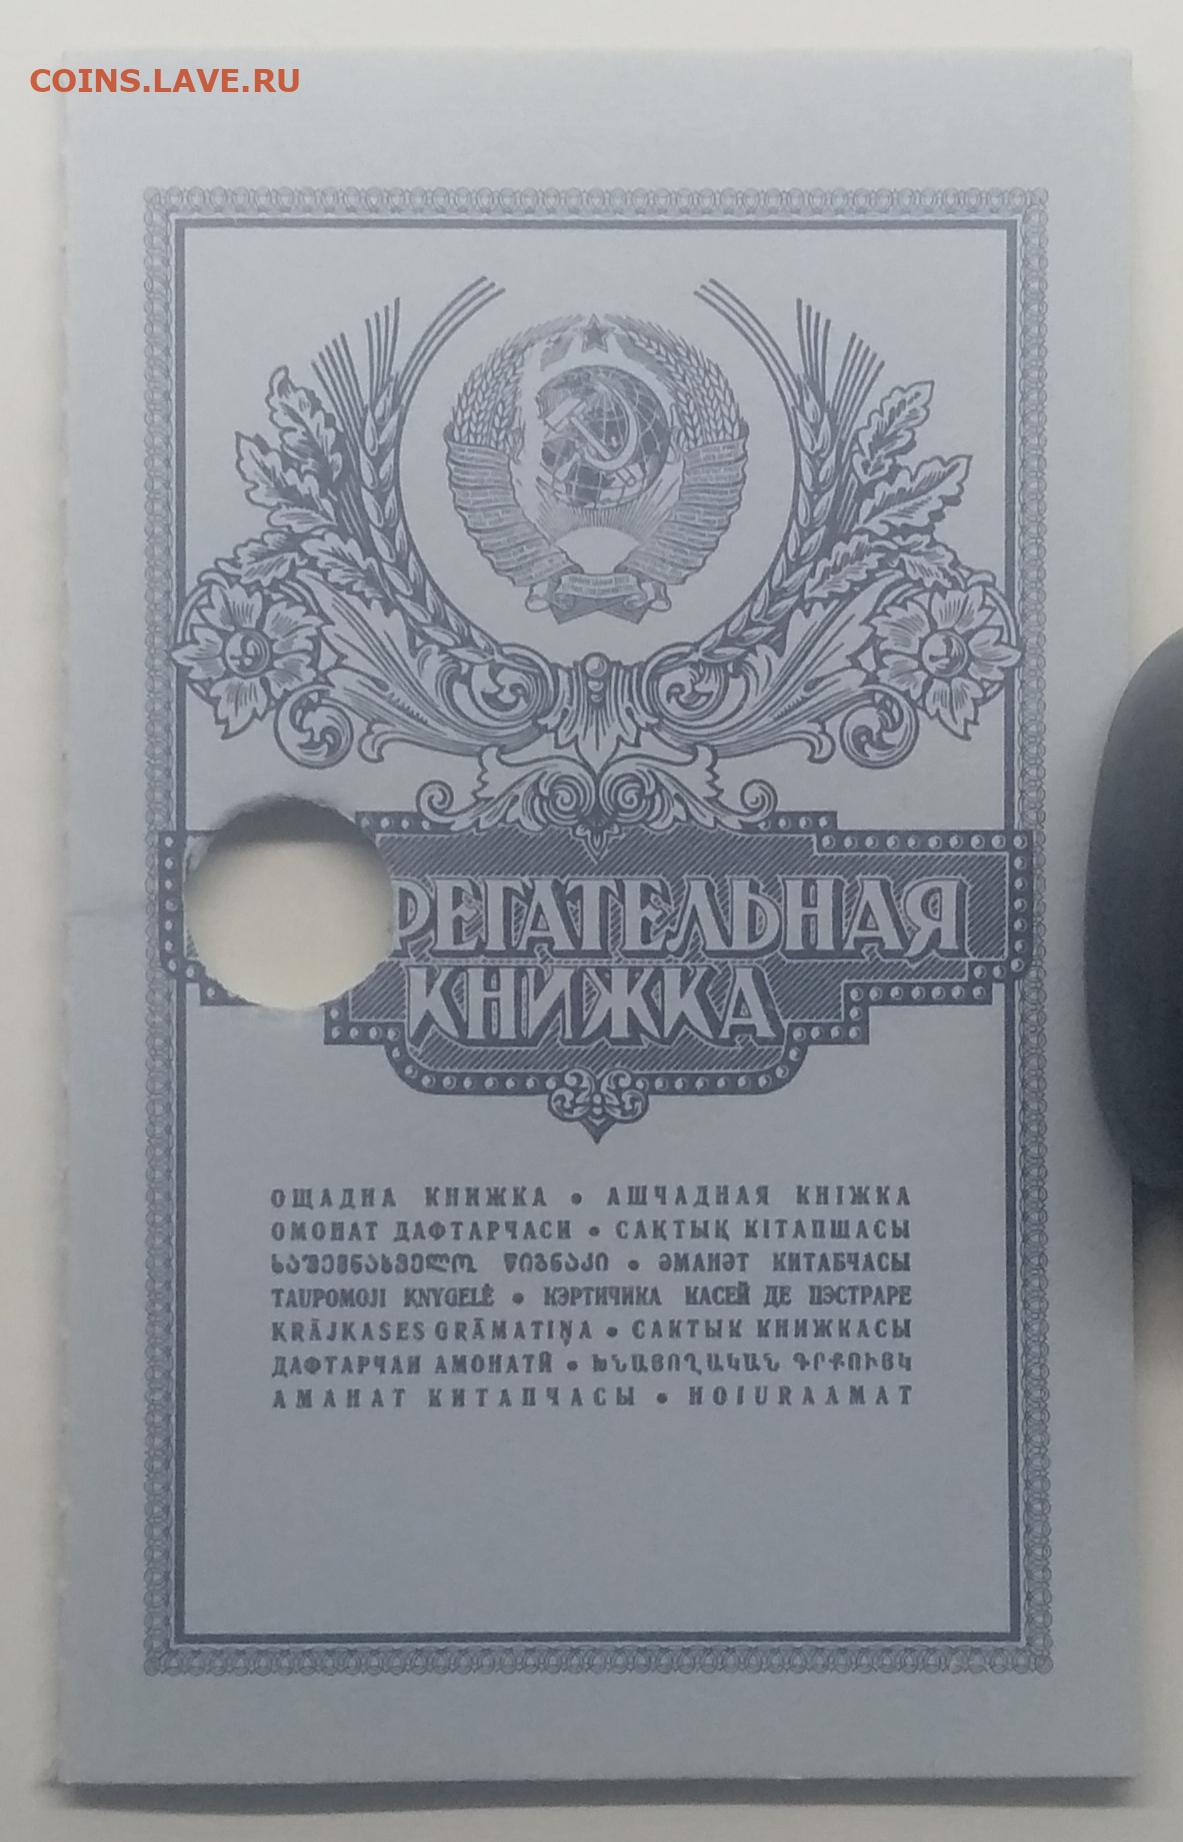 COINS.LAVE.RU
РЕГАТЕЛЬНАЯ
КНИЖКА
ОЩАДНА КНИЖКА • АШЧАДНАЯ КНІЖКА
ОМОНАТ ДАФТАРЧАСИ • САҚТЫҚ КІТАПШАСЫ
ᲡᲐᲨᲔᲛᲜᲐᲮᲕᲔᲚᲝ ᲬᲘᲒᲜᲐᲙᲘ • ӘМАНӘТ КИТАБЧАСЫ
TAUPOMOJI KNYGELĖ • КЭРТИЧИКА КАСЕЙ ДЕ ПЭСТРАРЕ
KRĀJKASES GRĀMATIŅA • САКТЫК КНИЖКАСЫ
ДАФТАРЧАИ АМОНАТӢ • ԽՆԱՅՈՂԱԿԱՆ ԳՐՔՈՒՅԿ
АМАНАТ КИТАПЧАСЫ • HOIURAAMAT